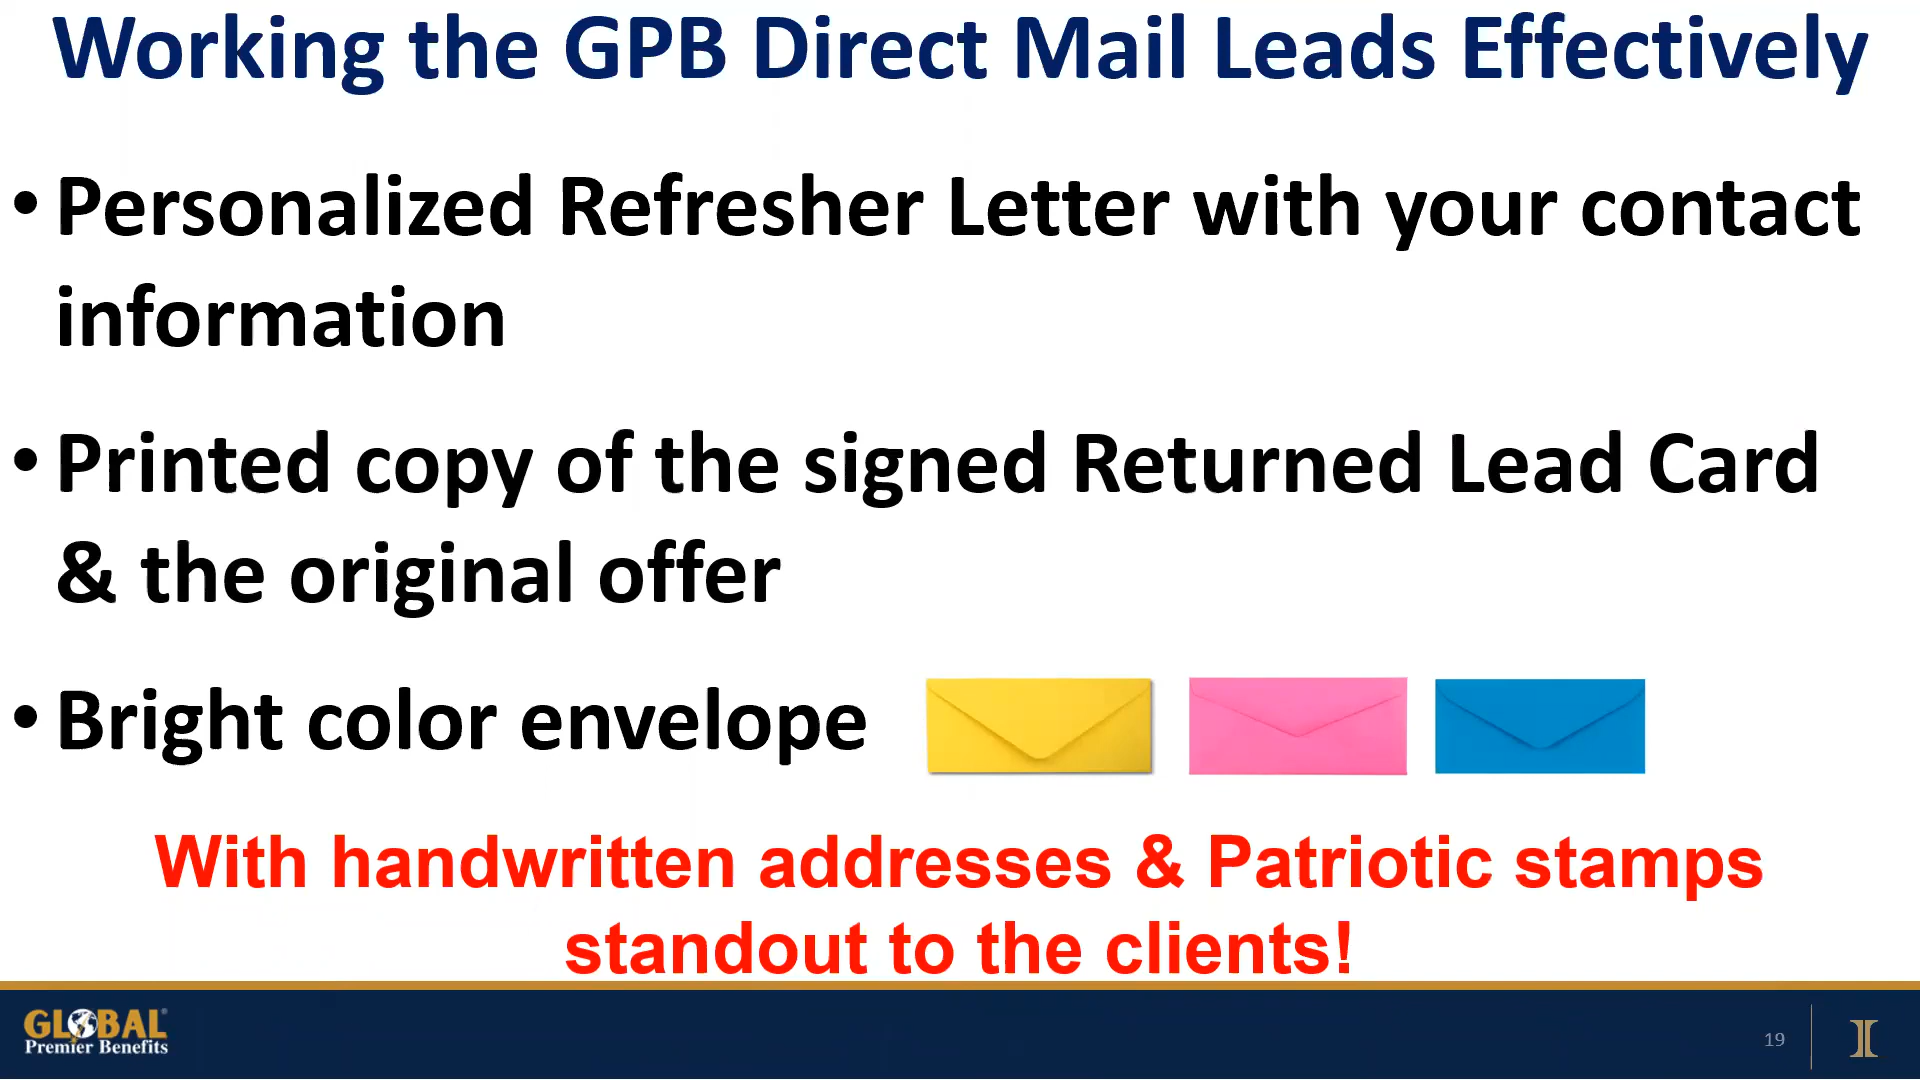 Working the GPB Direct Mail Leads Effectively
• Personalized Refresher Letter with your contact
information
• Printed copy of the signed Returned Lead Card
& the original offer
• Bright color envelope
With handwritten addresses & Patriotic stamps
standout to the clients!
GLOBAL
Premier Benefits
19